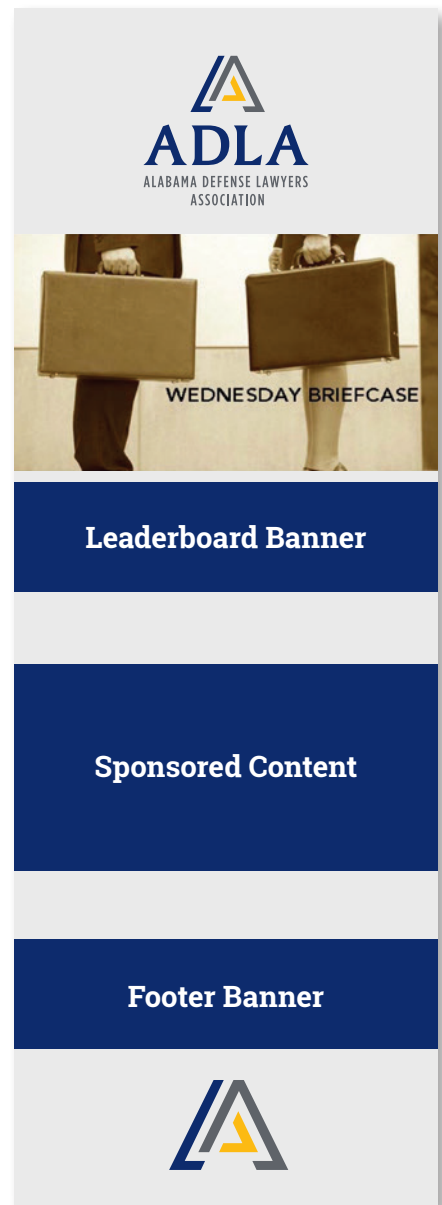 ADLA
ALABAMA DEFENSE LAWYERS
ASSOCIATION
WEDNESDAY BRIEFCASE
Leaderboard Banner
Sponsored Content
Footer Banner